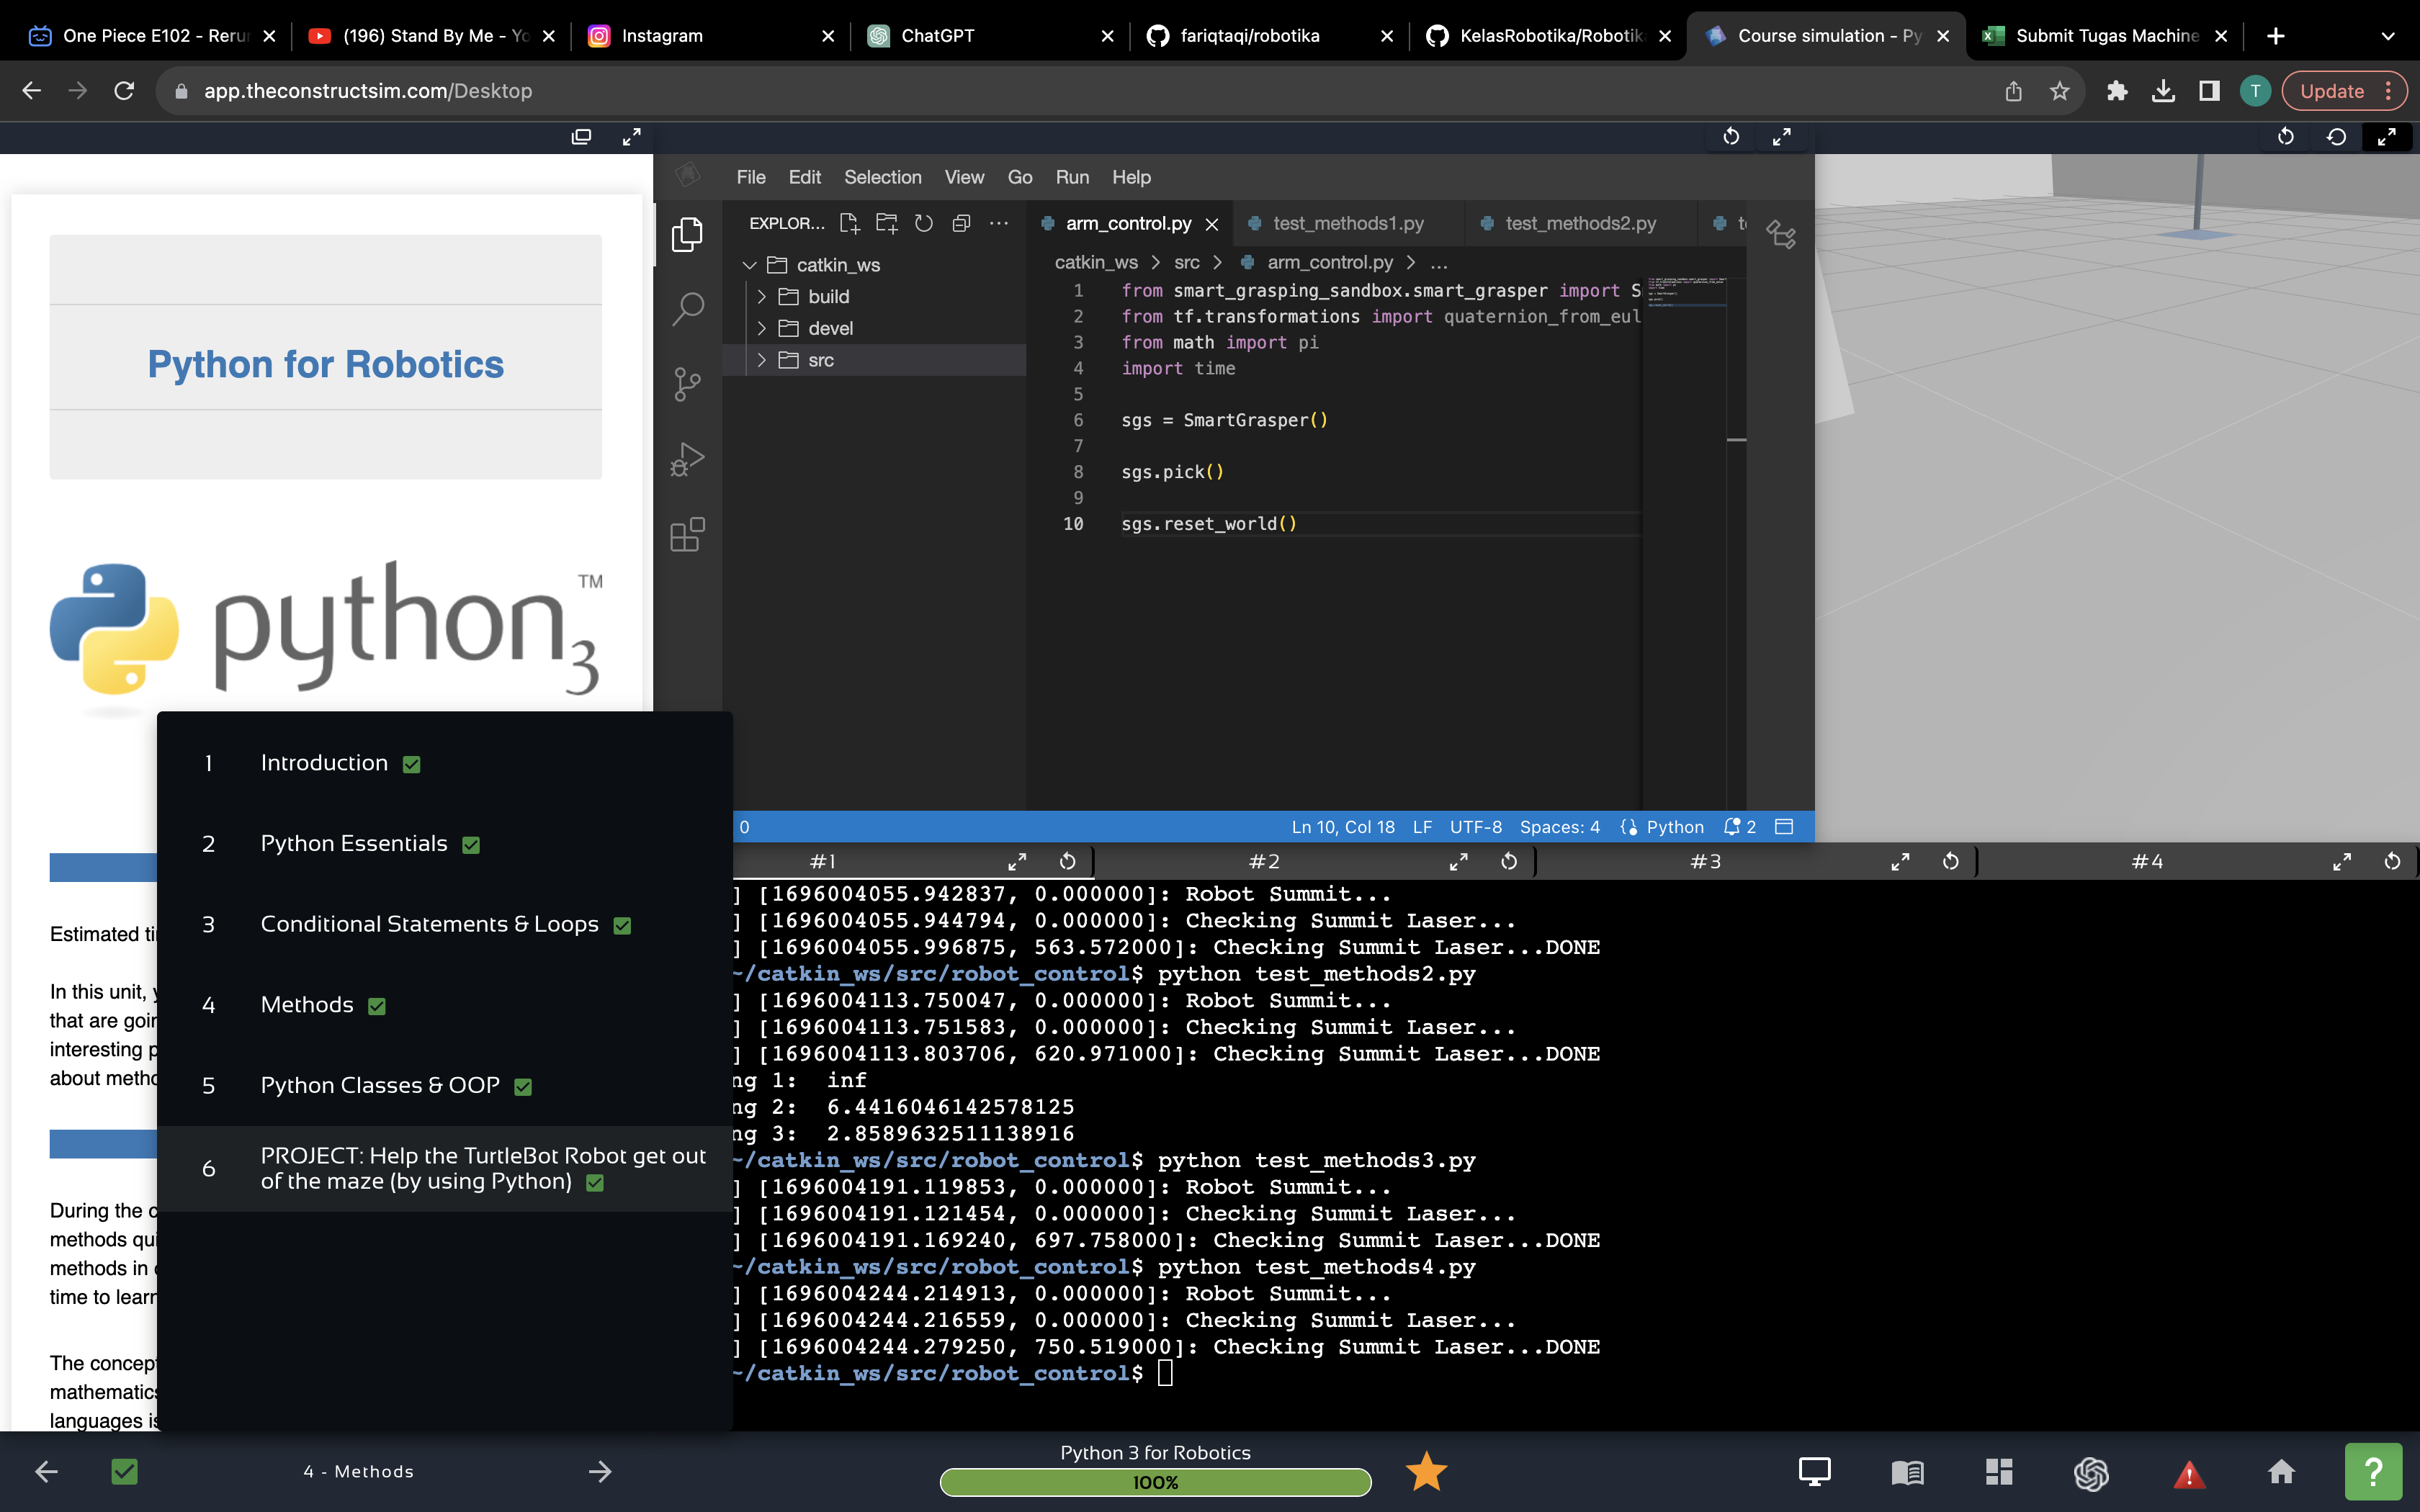 One Piece E102 - Rerun
(196) Stand By Me - Yo
Instagram
ChatGPT
fariqtaqi/robotika
KelasRobotika/Robotik
Course simulation - Py
Submit Tugas Machine
app.theconstructsim.com/Desktop
T
Update
Python for Robotics
python 3 TM
Estimated
In this unit,
that are
interesting
about
During the
methods
methods in
time to learn
The
languages
1 Introduction
2 Python Essentials
3 Conditional Statements & Loops
4 Methods
5 Python Classes & OOP
6 PROJECT: Help the TurtleBot Robot get out
of the maze (by using Python)
File Edit Selection View Go Run Help
EXPLOR...
catkin_ws
build
devel
src
arm_control.py
test_methods1.py
test_methods2.py
catkin_ws > src > arm_control.py > ...
1 from smart_grasping_sandbox.smart_grasper import S
2 from tf.transformations import quaternion_from_eul
3 from math import pi
4 import time
5
6 sgs = SmartGrasper()
7
8 sgs.pick()
9
10 sgs.reset_world()
0
Ln 10, Col 18 LF UTF-8 Spaces: 4 Python 2
#1 #2 #3 #4
] [1696004055.942837, 0.000000]: Robot Summit...
] [1696004055.944794, 0.000000]: Checking Summit Laser...
] [1696004055.996875, 563.572000]: Checking Summit Laser...DONE
~/catkin_ws/src/robot_control$ python test_methods2.py
] [1696004113.750047, 0.000000]: Robot Summit...
] [1696004113.751583, 0.000000]: Checking Summit Laser...
] [1696004113.803706, 620.971000]: Checking Summit Laser...DONE
ng 1: inf
ng 2: 6.4416046142578125
ng 3: 2.8589632511138916
~/catkin_ws/src/robot_control$ python test_methods3.py
] [1696004191.119853, 0.000000]: Robot Summit...
] [1696004191.121454, 0.000000]: Checking Summit Laser...
] [1696004191.169240, 697.758000]: Checking Summit Laser...DONE
~/catkin_ws/src/robot_control$ python test_methods4.py
] [1696004244.214913, 0.000000]: Robot Summit...
] [1696004244.216559, 0.000000]: Checking Summit Laser...
] [1696004244.279250, 750.519000]: Checking Summit Laser...DONE
~/catkin_ws/src/robot_control$
4 - Methods
Python 3 for Robotics
100%
?